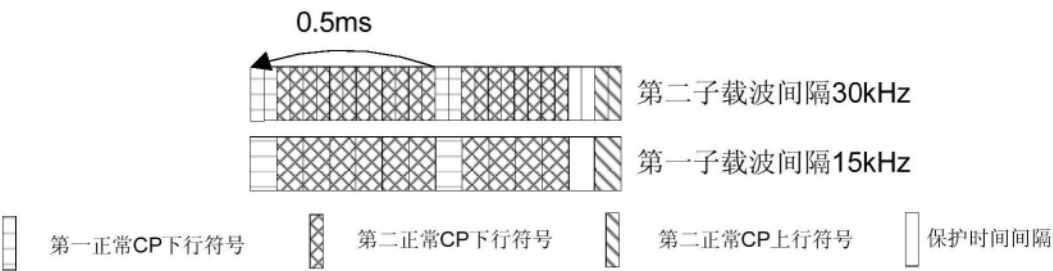 0.5ms
第二子载波间隔30kHz
第一子载波间隔15kHz
第一正常CP下行符号
第二正常CP下行符号
第二正常CP上行符号
保护时间间隔